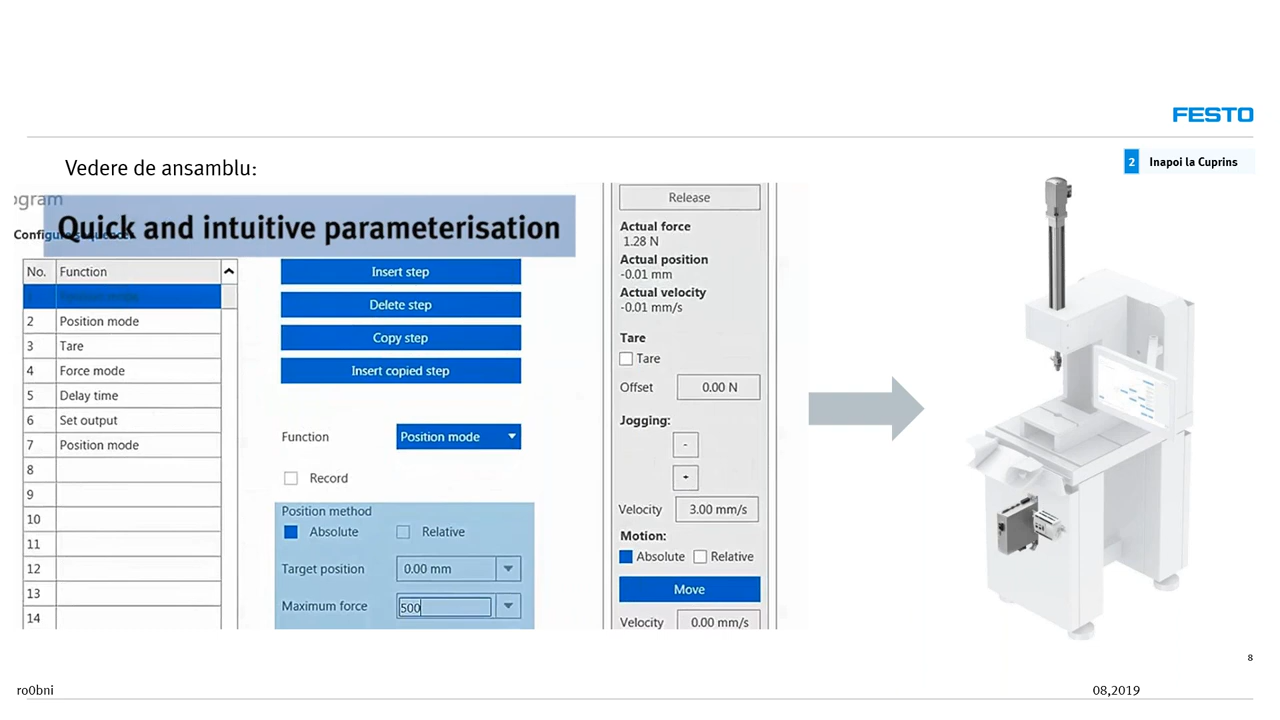 FESTO
2 Inapoi la Cuprins
Vedere de ansamblu:
ogram
Quick and intuitive parameterisation
No. Function
2 Position mode
3 Tare
4 Force mode
5 Delay time
6 Set output
7 Position mode
8
9
10
11
12
13
14
Insert step
Delete step
Copy step
Insert copied step
Function Position mode
Record
Position method
Absolute Relative
Target position 0.00 mm
Maximum force 500
Release
Actual force
1.28 N
Actual position
-0.01 mm
Actual velocity
-0.01 mm/s
Tare
Tare
Offset 0.00 N
Jogging:
-
+
Velocity 3.00 mm/s
Motion:
Absolute Relative
Move
Velocity 0.00 mm/s
8
ro0bni
08,2019